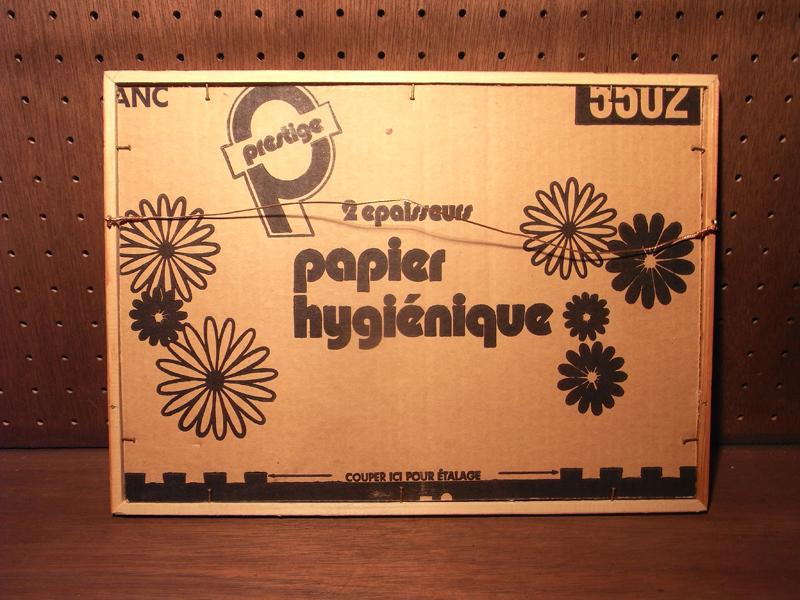 ANC
5502
prestige
2 epaisseurs
papier
hygiénique
COUPER ICI POUR ÉTALAGE